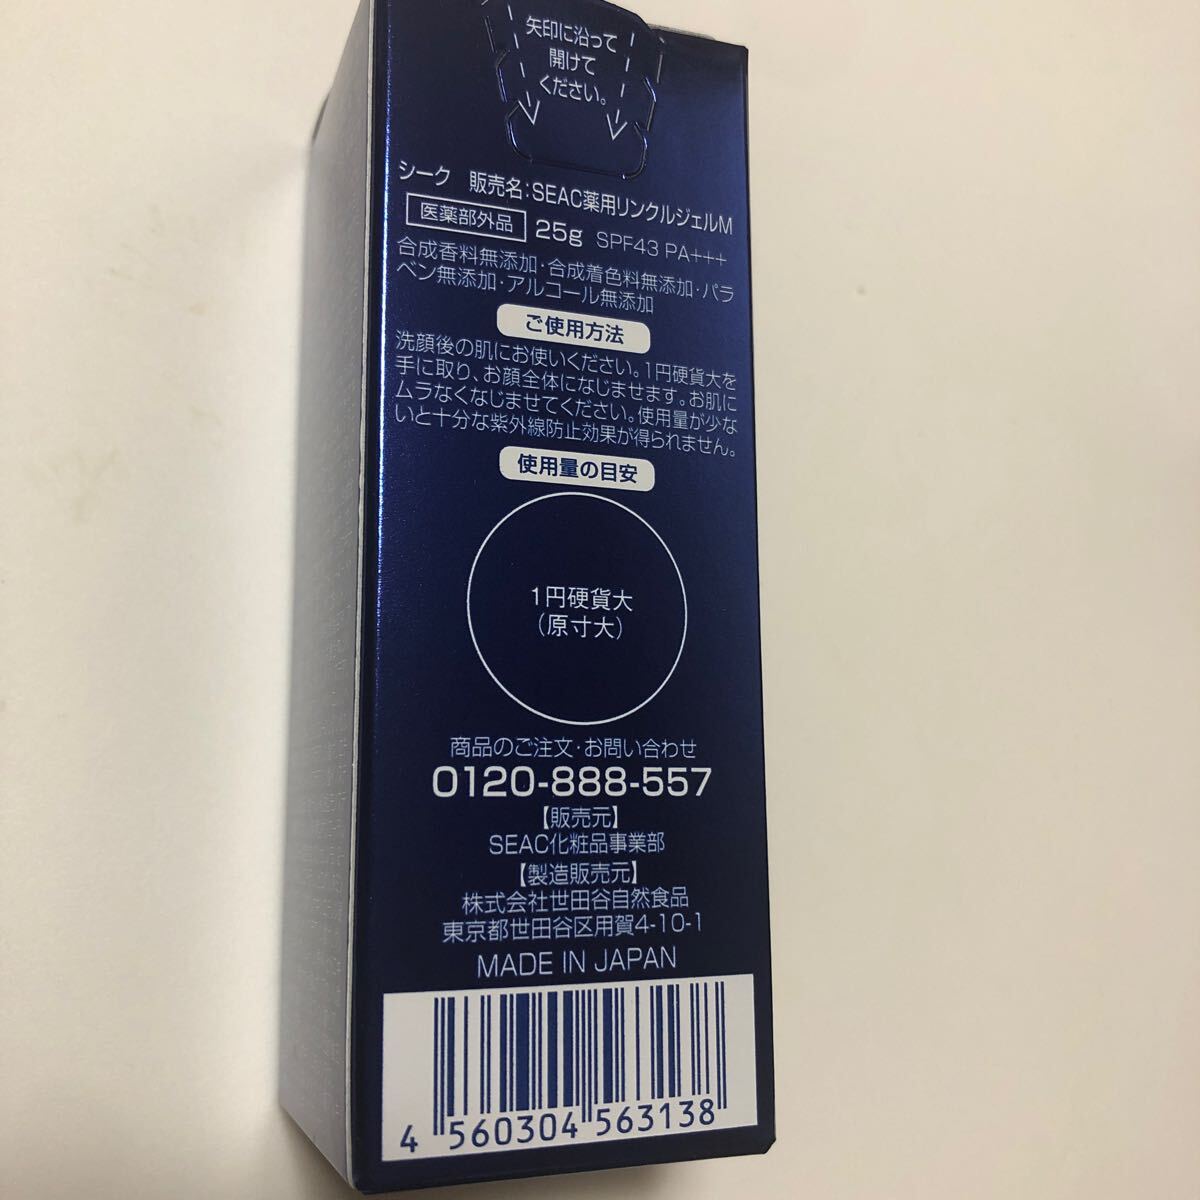 矢印に沿って
開けて
ください。
シーク 販売名:SEAC薬用リンクルジェルM
医薬部外品 25g SPF43 PA+++
合成香料無添加・合成着色料無添加・パラ
ベン無添加・アルコール無添加
ご使用方法
洗顔後の肌にお使いください。1円硬貨大を
手に取り、お顔全体になじませます。お肌に
ムラなくなじませてください。使用量が少な
いと十分な紫外線防止効果が得られません。
使用量の目安
1円硬貨大
(原寸大)
商品のご注文・お問い合わせ
0120-888-557
【販売元】
SEAC化粧品事業部
【製造販売元】
株式会社世田谷自然食品
東京都世田谷区用賀4-10-1
MADE IN JAPAN
4 560304 563138